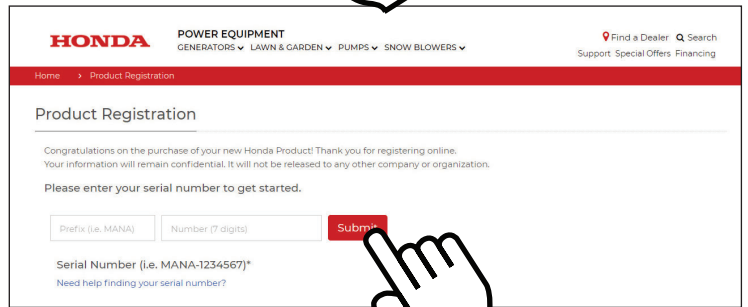 HONDA
POWER EQUIPMENT
GENERATORS LAWN & GARDEN PUMPS SNOW BLOWERS
Find a Dealer Search
Support Special Offers Financing
Home > Product Registration
Product Registration
Congratulations on the purchase of your new Honda Product! Thank you for registering online.
Your information will remain confidential. It will not be released to any other company or organization.
Please enter your serial number to get started.
Prefix (i.e. MANA) Number (7 digits) Submit
Serial Number (i.e. MANA-1234567)*
Need help finding your serial number?